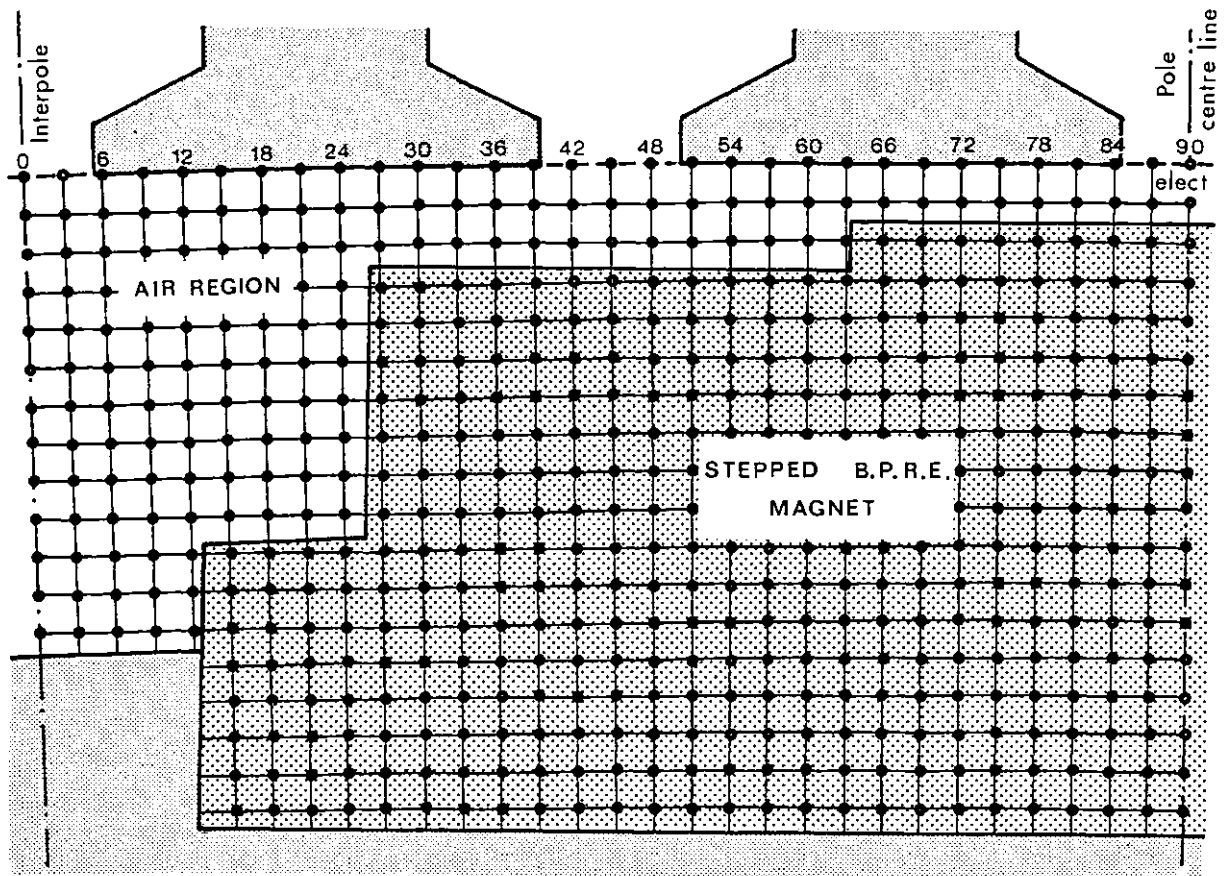 Interpole
Pole
centre line
0 6 12 18 24 30 36 42 48 54 60 66 72 78 84 90
elect
AIR REGION
STEPPED B.P.R.E.
MAGNET